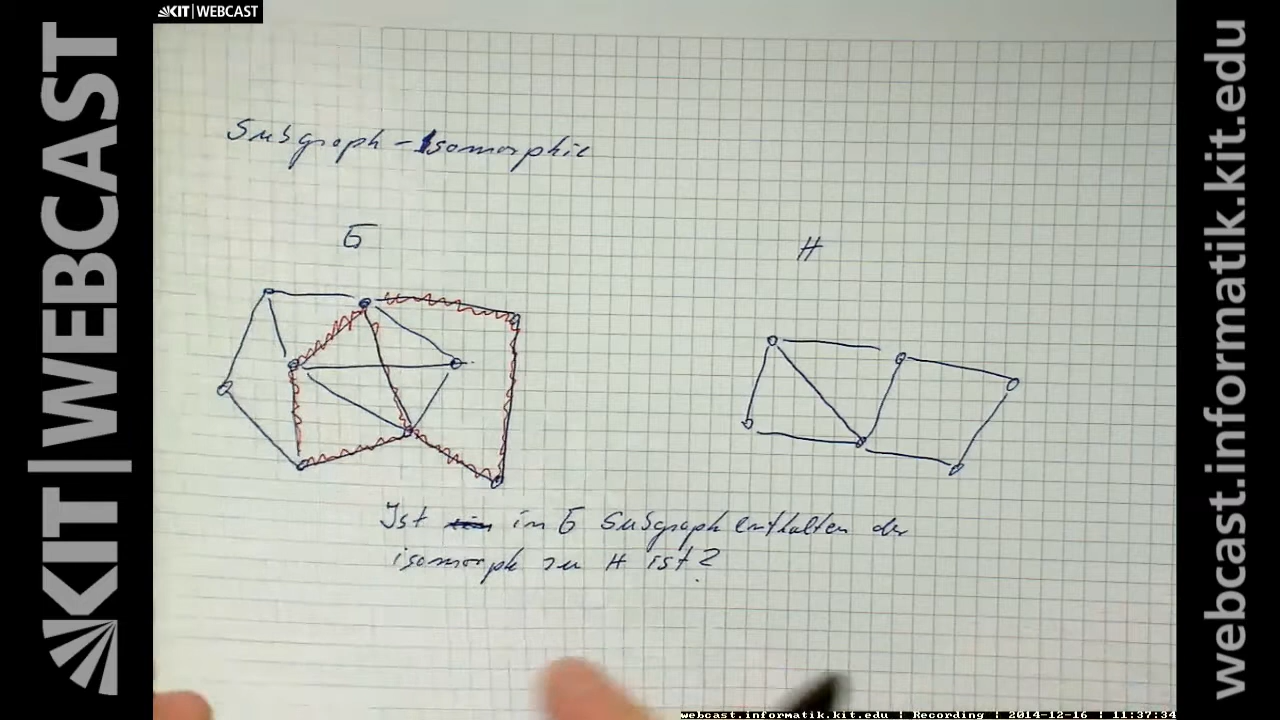 KIT | WEBCAST
KIT|WEBCAST
webcast.informatik.kit.edu
Subgraph-Isomorphie
G
H
Ist in G Subgraph enthalten der
isomorph zu H ist?
webcast.informatik.kit.edu | Recording | 2014-12-16 | 11:37:34